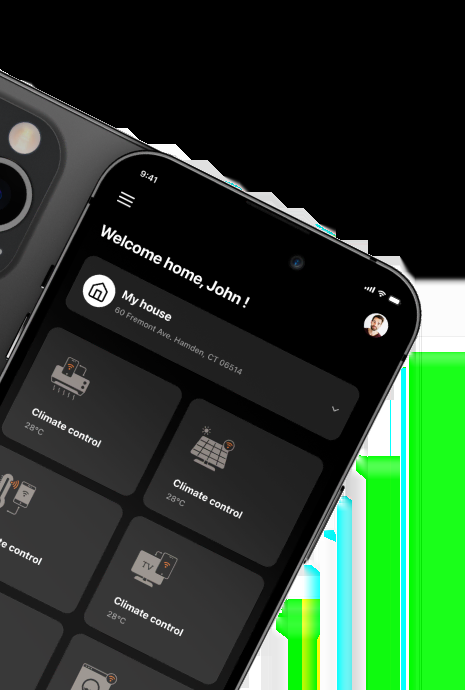 9:41
Welcome home, John !
My house
60 Fremont Ave. Hamden, CT 06514
Climate control
28°C
Climate control
28°C
te control
TV
Climate control
28°C